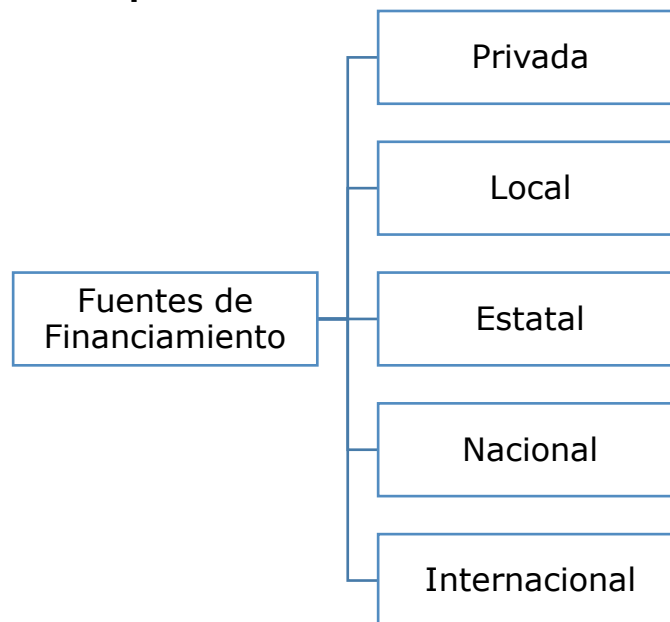 Privada
Local
Fuentes de
Financiamiento
Estatal
Nacional
Internacional